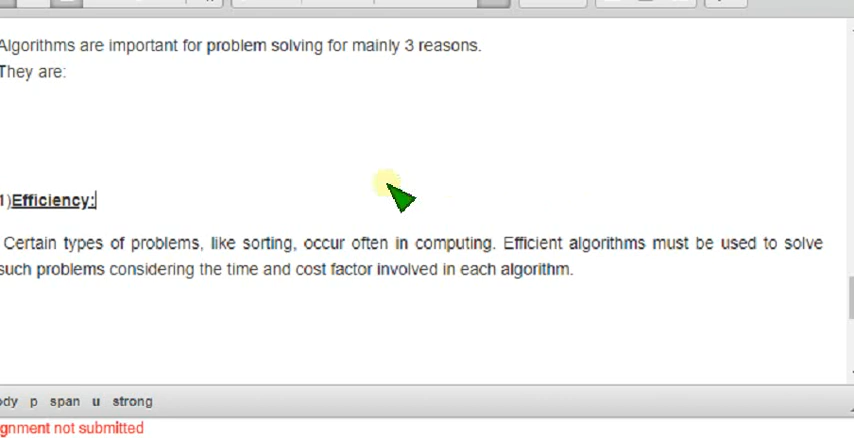 Algorithms are important for problem solving for mainly 3 reasons.
They are:
1)Efficiency:
Certain types of problems, like sorting, occur often in computing. Efficient algorithms must be used to solve
such problems considering the time and cost factor involved in each algorithm.
ody p span u strong
gnment not submitted